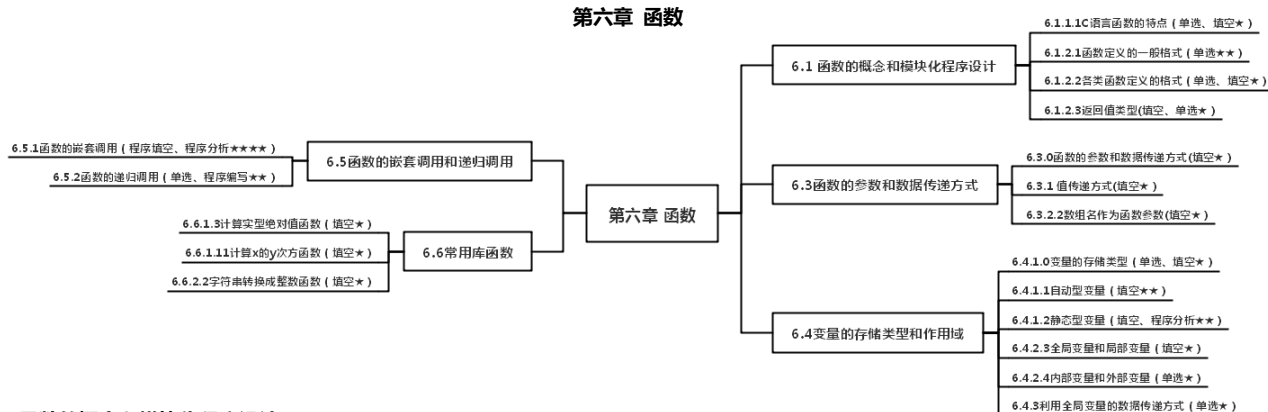 第六章 函数
6.1.1.1C语言函数的特点（单选、填空★）
6.1 函数的概念和模块化程序设计
6.1.2.1函数定义的一般格式（单选★★）
6.1.2.2各类函数定义的格式（单选、填空★）
6.1.2.3返回值类型(填空、单选★）
6.5.1函数的嵌套调用（程序填空、程序分析★★★★）
6.5函数的嵌套调用和递归调用
6.5.2函数的递归调用（单选、程序编写★★）
6.3.0函数的参数和数据传递方式(填空★）
6.3函数的参数和数据传递方式
6.3.1 值传递方式(填空★）
6.3.2.2数组名作为函数参数(填空★）
第六章 函数
6.6.1.3计算实型绝对值函数（填空★）
6.6.1.11计算x的y次方函数（填空★）
6.6常用库函数
6.6.2.2字符串转换成整数函数（填空★）
6.4.1.0变量的存储类型（单选、填空★）
6.4.1.1自动型变量（填空★★）
6.4.1.2静态型变量（填空、程序分析★★）
6.4变量的存储类型和作用域
6.4.2.3全局变量和局部变量（填空★）
6.4.2.4内部变量和外部变量（单选★）
6.4.3利用全局变量的数据传递方式（单选★）